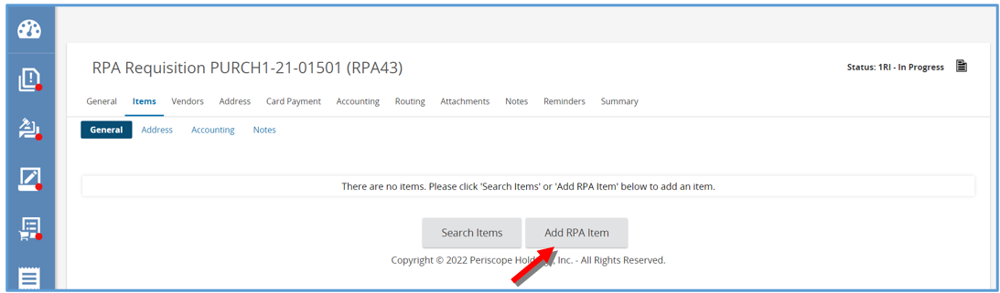 RPA Requisition PURCH1-21-01501 (RPA43)
Status: 1RI - In Progress
General Items Vendors Address Card Payment Accounting Routing Attachments Notes Reminders Summary
General Address Accounting Notes
There are no items. Please click 'Search Items' or 'Add RPA Item' below to add an item.
Search Items Add RPA Item
Copyright © 2022 Periscope Inc. - All Rights Reserved.